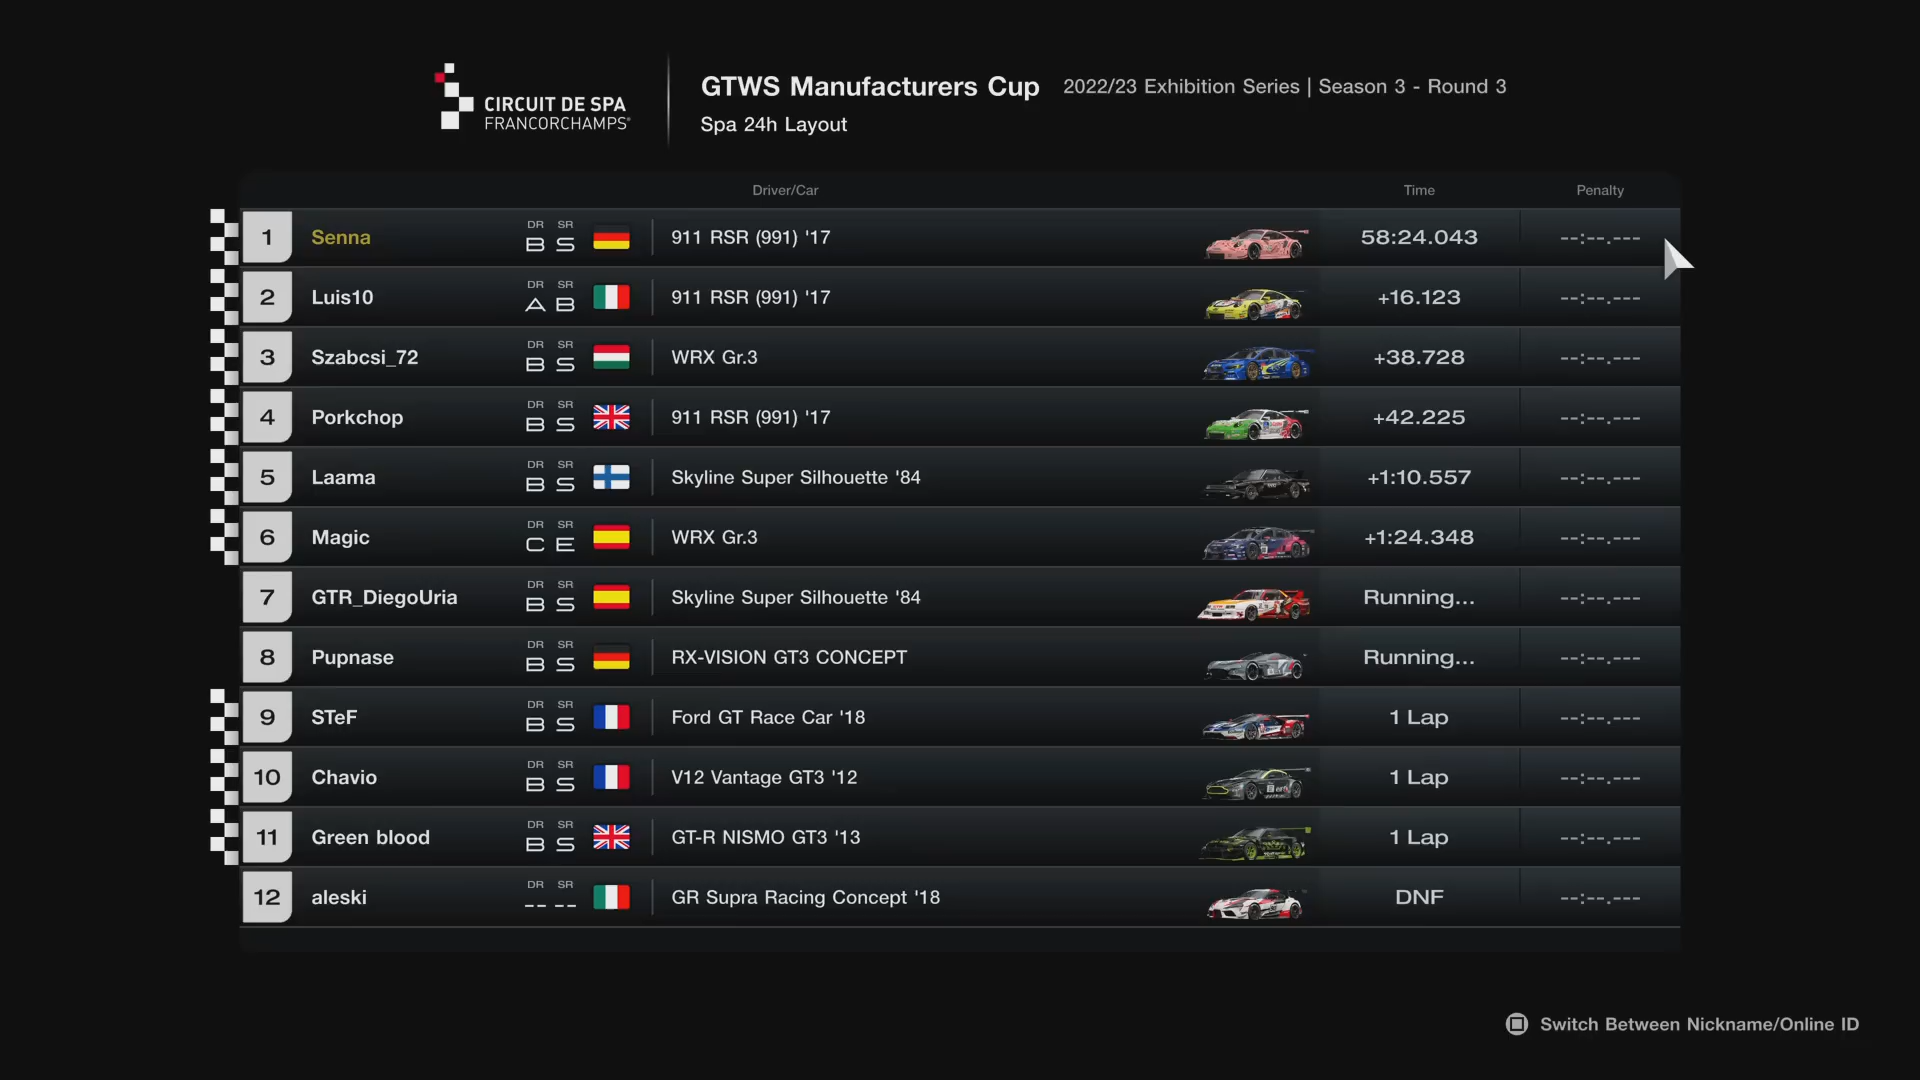 CIRCUIT DE SPA
FRANCORCHAMPS
GTWS Manufacturers Cup 2022/23 Exhibition Series | Season 3 - Round 3
Spa 24h Layout
Driver/Car Time Penalty
1 Senna DR B SR S 911 RSR (991) '17 58:24.043 --:--.---
2 Luis10 DR A SR B 911 RSR (991) '17 +16.123 --:--.---
3 Szabcsi_72 DR B SR S WRX Gr.3 +38.728 --:--.---
4 Porkchop DR B SR S 911 RSR (991) '17 +42.225 --:--.---
5 Laama DR B SR S Skyline Super Silhouette '84 +1:10.557 --:--.---
6 Magic DR C SR E WRX Gr.3 +1:24.348 --:--.---
7 GTR_DiegoUria DR B SR S Skyline Super Silhouette '84 Running... --:--.---
8 Pupnase DR B SR S RX-VISION GT3 CONCEPT Running... --:--.---
9 STeF DR B SR S Ford GT Race Car '18 1 Lap --:--.---
10 Chavio DR B SR S V12 Vantage GT3 '12 1 Lap --:--.---
11 Green blood DR B SR S GT-R NISMO GT3 '13 1 Lap --:--.---
12 aleski DR -- SR -- GR Supra Racing Concept '18 DNF --:--.---
Switch Between Nickname/Online ID